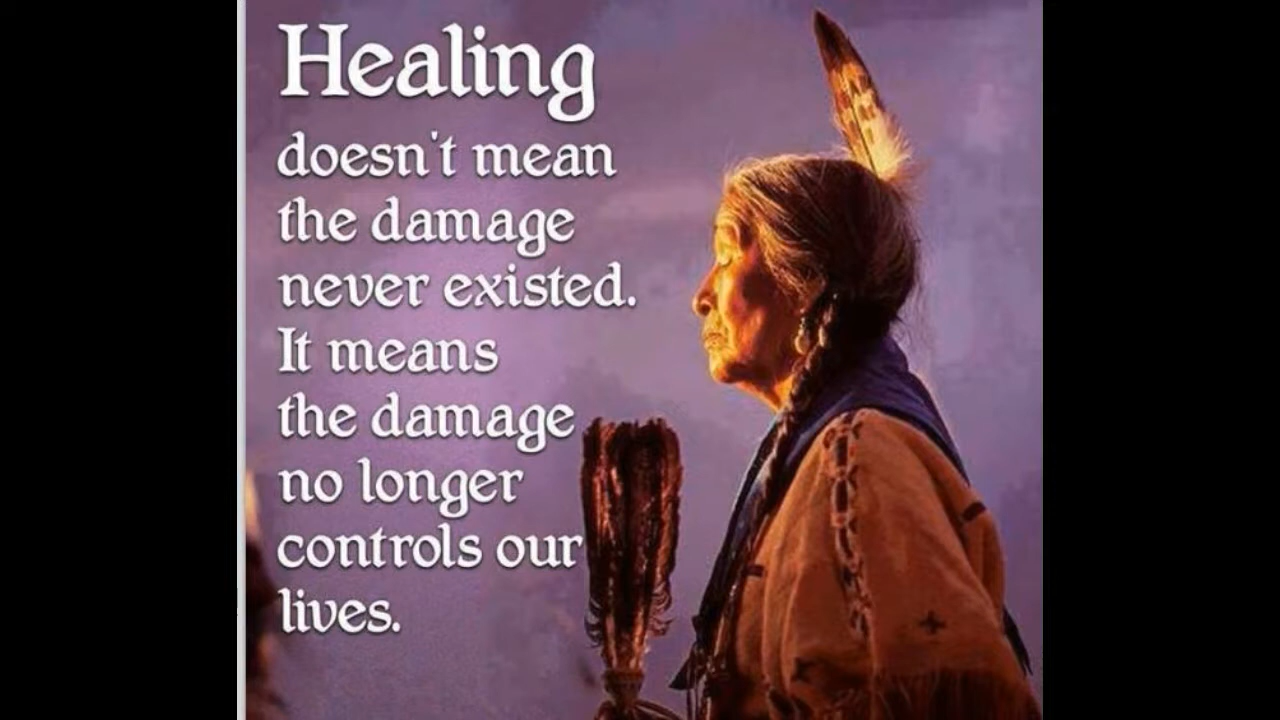 Healing
doesn't mean
the damage
never existed.
It means
the damage
no longer
controls our
lives.